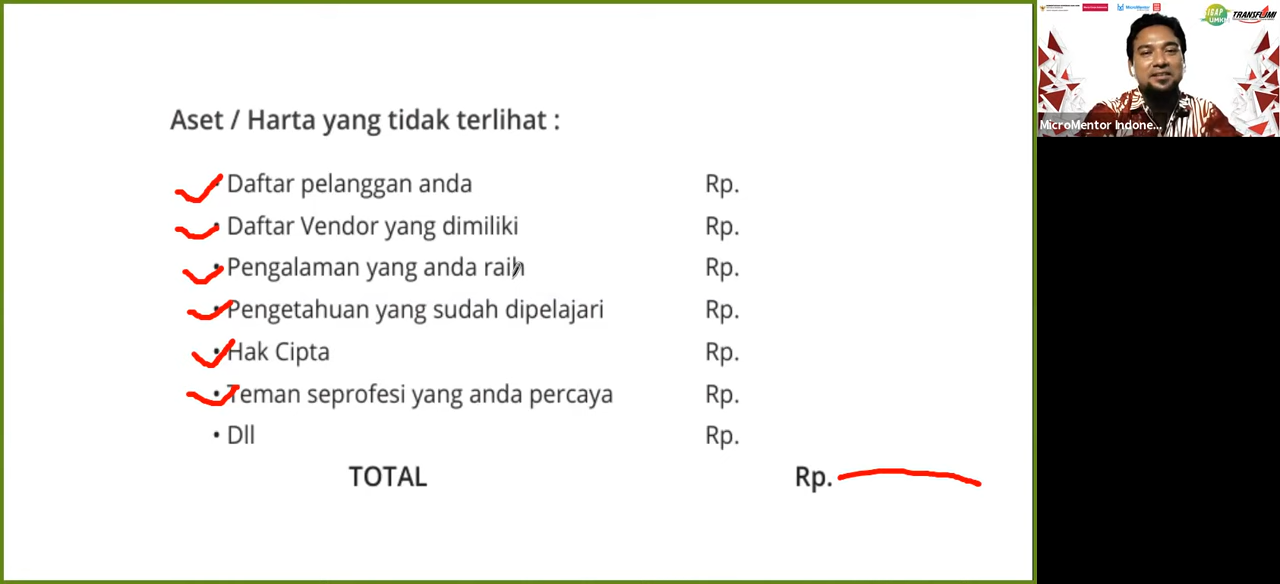 Aset / Harta yang tidak terlihat :
• Daftar pelanggan anda Rp.
• Daftar Vendor yang dimiliki Rp.
• Pengalaman yang anda raih Rp.
• Pengetahuan yang sudah dipelajari Rp.
• Hak Cipta Rp.
• Teman seprofesi yang anda percaya Rp.
• Dll Rp.
TOTAL Rp.
MicroMentor
TRANSFUMI
MicroMentor Indone...